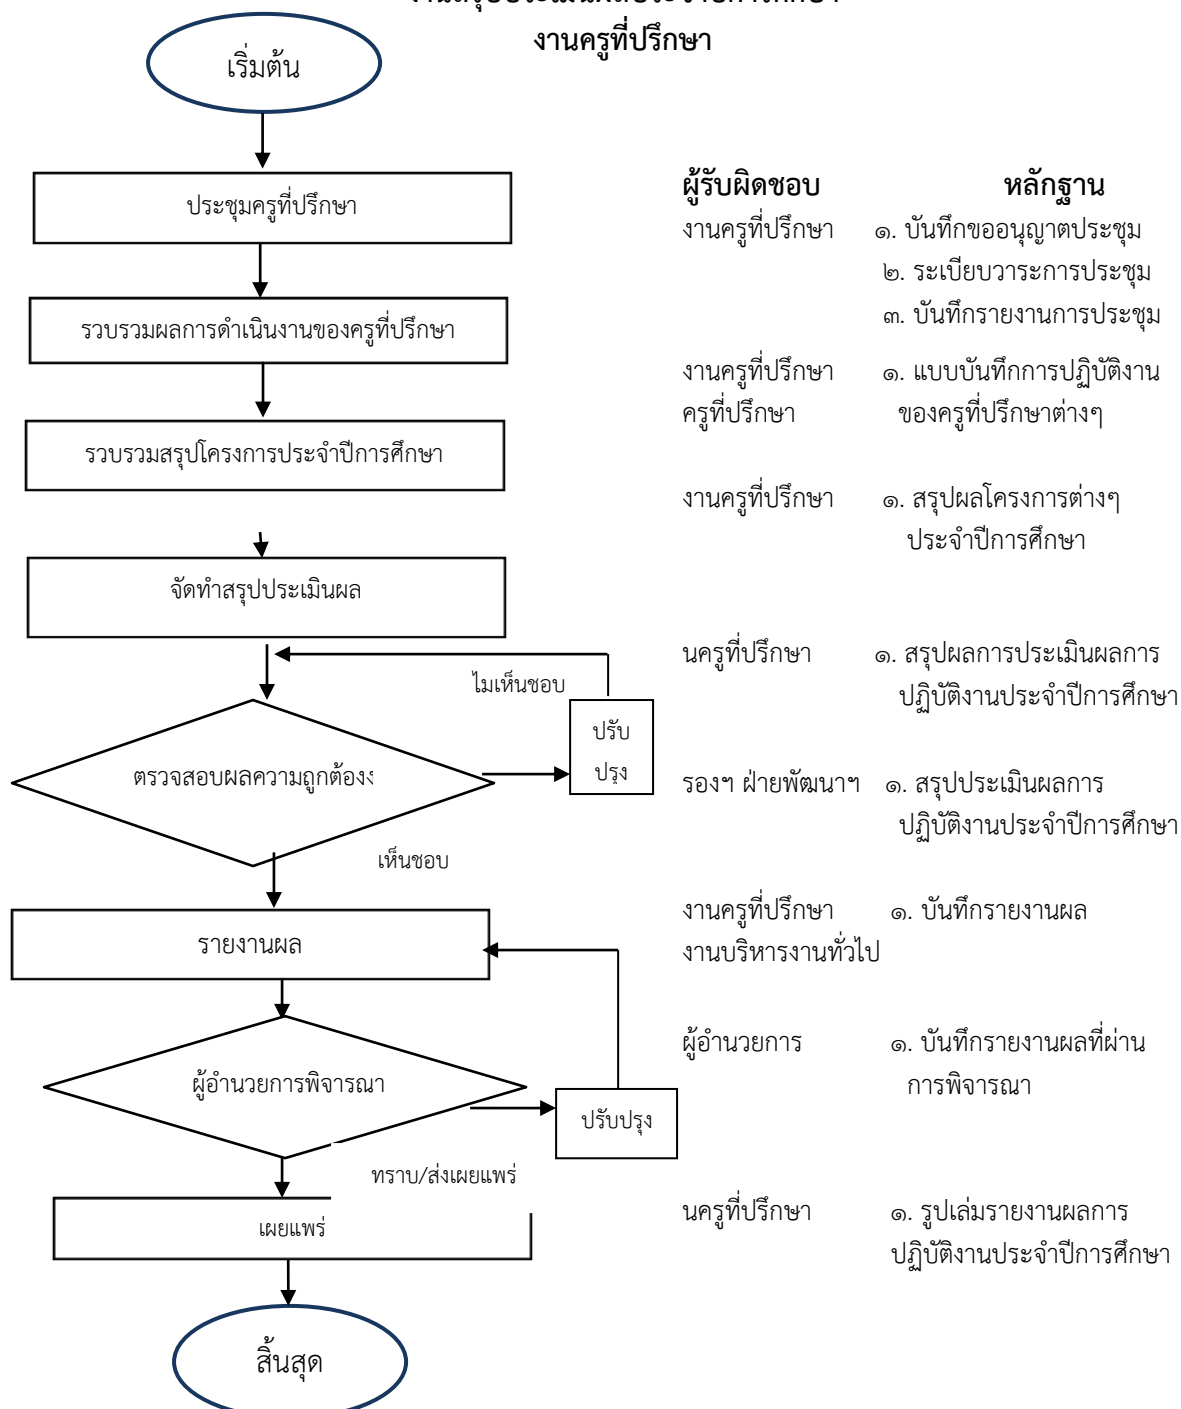 งานครูที่ปรึกษา
เริ่มต้น
ประชุมครูที่ปรึกษา
รวบรวมผลการดำเนินงานของครูที่ปรึกษา
รวบรวมสรุปโครงการประจำปีการศึกษา
จัดทำสรุปประเมินผล
ไมเห็นชอบ
ปรับ
ปรุง
ตรวจสอบผลความถูกต้อง
เห็นชอบ
รายงานผล
ผู้อำนวยการพิจารณา
ปรับปรุง
ทราบ/ส่งเผยแพร่
เผยแพร่
สิ้นสุด
ผู้รับผิดชอบ หลักฐาน
งานครูที่ปรึกษา ๑. บันทึกขออนุญาตประชุม
๒. ระเบียบวาระการประชุม
๓. บันทึกรายงานการประชุม
งานครูที่ปรึกษา ๑. แบบบันทึกการปฏิบัติงาน
ครูที่ปรึกษา ของครูที่ปรึกษาต่างๆ
งานครูที่ปรึกษา ๑. สรุปผลโครงการต่างๆ
ประจำปีการศึกษา
นครูที่ปรึกษา ๑. สรุปผลการประเมินผลการ
ปฏิบัติงานประจำปีการศึกษา
รองฯ ฝ่ายพัฒนาฯ ๑. สรุปประเมินผลการ
ปฏิบัติงานประจำปีการศึกษา
งานครูที่ปรึกษา ๑. บันทึกรายงานผล
งานบริหารงานทั่วไป
ผู้อำนวยการ ๑. บันทึกรายงานผลที่ผ่าน
การพิจารณา
นครูที่ปรึกษา ๑. รูปเล่มรายงานผลการ
ปฏิบัติงานประจำปีการศึกษา